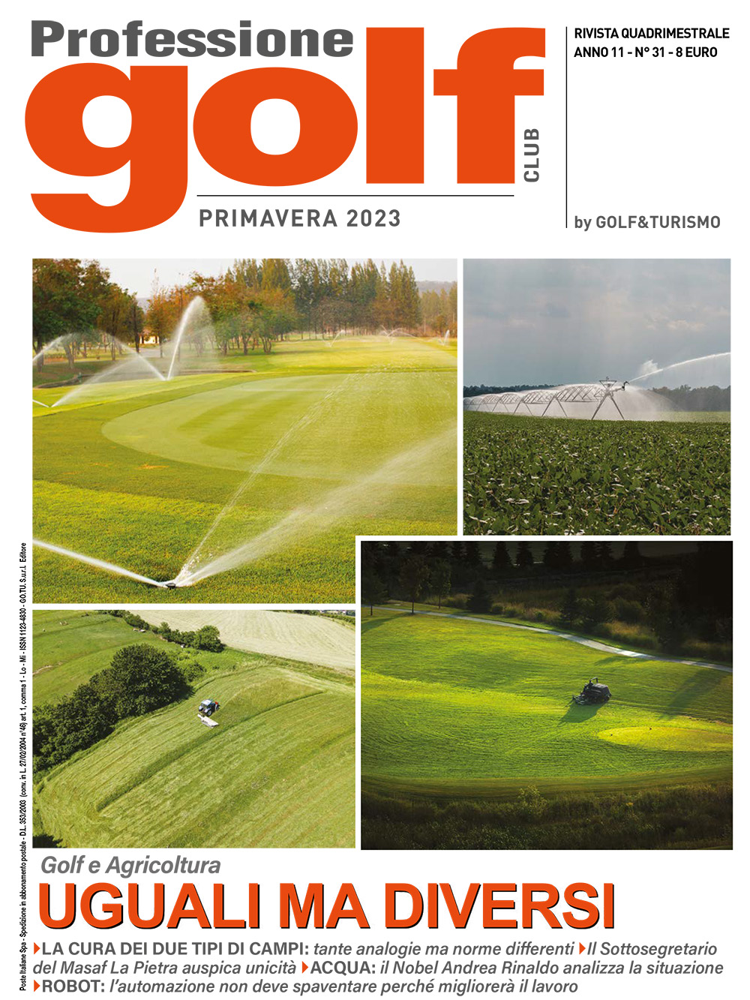 Professione
golf
CLUB
PRIMAVERA 2023
RIVISTA QUADRIMESTRALE
ANNO 11 - N° 31 - 8 EURO
by GOLF&TURISMO
Poste Italiane Spa - Spedizione in abbonamento postale - D.L. 353/2003 (conv. in L. 27/02/2004 n°46) art. 1, comma 1 - Lo - Mi - ISSN 1123-4830 - GO.TU. S.u.r.l. Editore
Golf e Agricoltura
UGUALI MA DIVERSI
LA CURA DEI DUE TIPI DI CAMPI: tante analogie ma norme differenti Il Sottosegretario
del Masaf La Pietra auspica unicità ACQUA: il Nobel Andrea Rinaldo analizza la situazione
ROBOT: l'automazione non deve spaventare perché migliorerà il lavoro